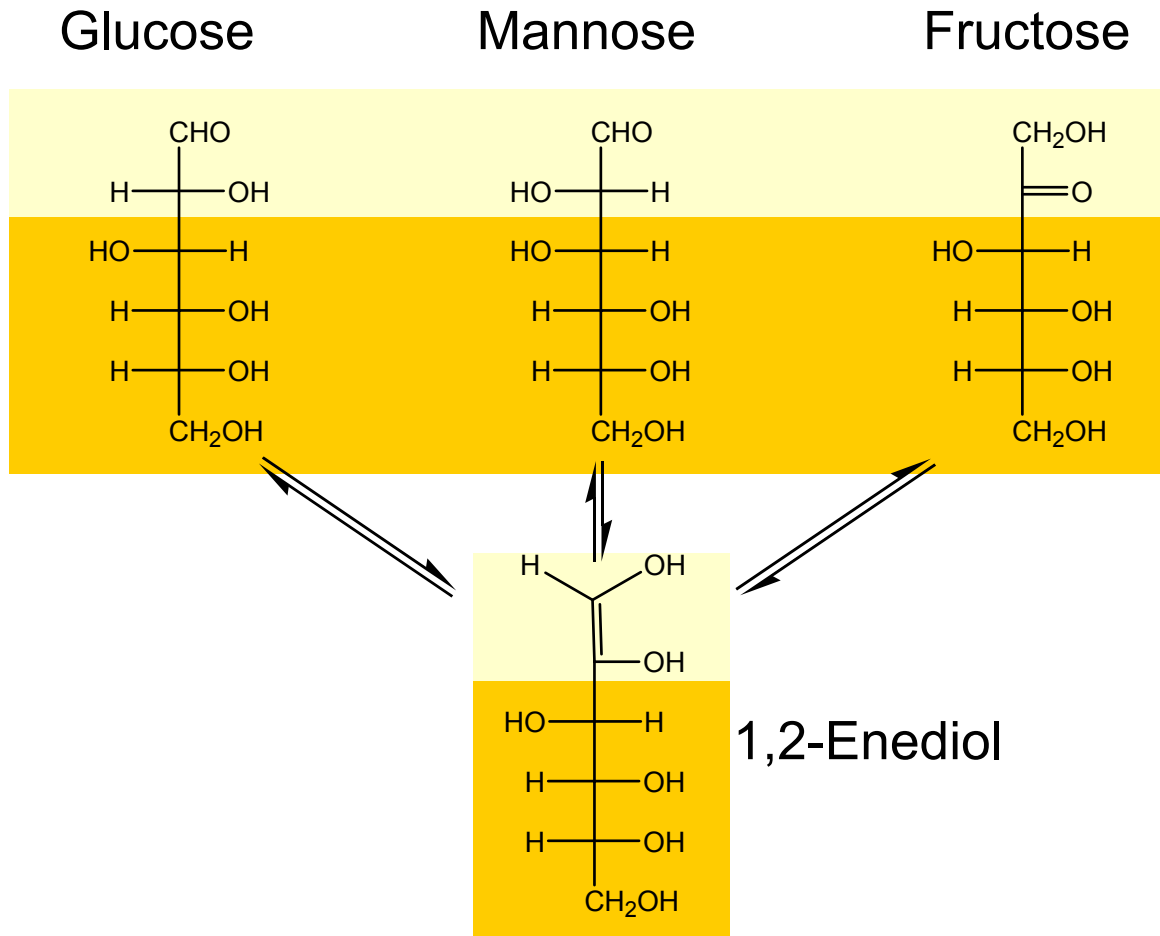 Glucose Mannose Fructose
CHO CHO CH₂OH
H OH HO H O
HO H HO H HO H
H OH H OH H OH
H OH H OH H OH
CH₂OH CH₂OH CH₂OH
H OH
OH
HO H
1,2-Enediol
H OH
H OH
CH₂OH